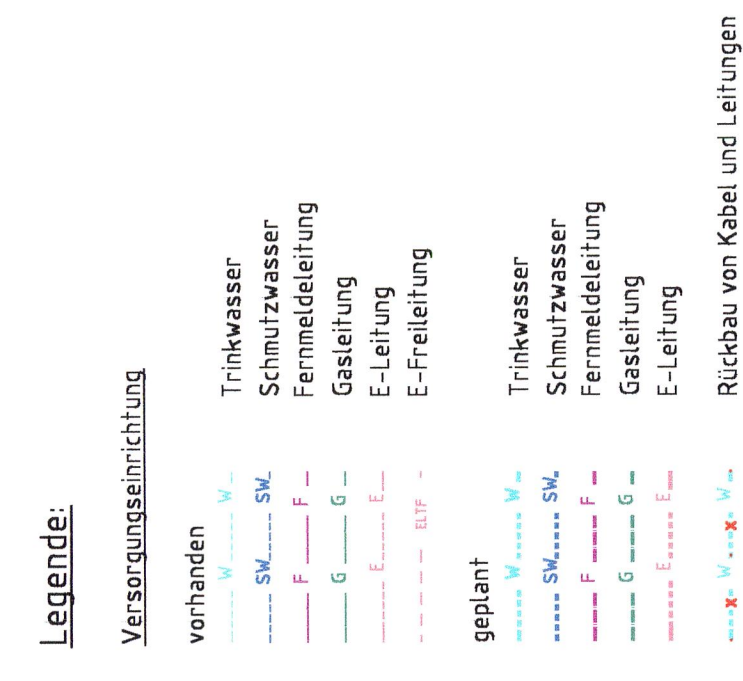 Legende:
Versorgungseinrichtung
vorhanden
W W Trinkwasser
SW SW Schmutzwasser
F F Fernmeldeleitung
G G Gasleitung
E E E-Leitung
ELTF E-Freileitung
geplant
W W Trinkwasser
SW SW Schmutzwasser
F F Fernmeldeleitung
G G Gasleitung
E E E-Leitung
x W x W Rückbau von Kabel und Leitungen